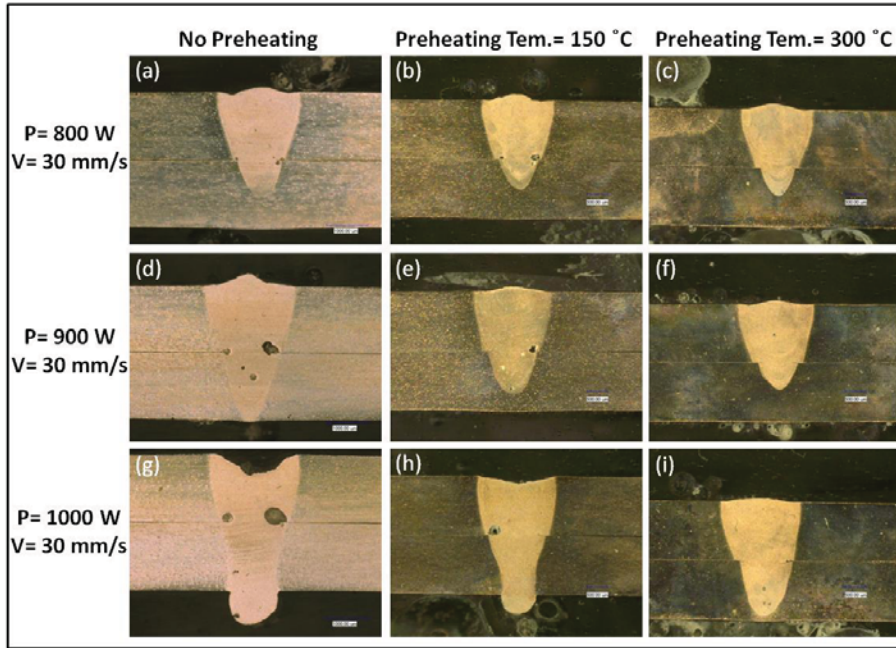 No Preheating
Preheating Tem.= 150 ˚C
Preheating Tem.= 300 ˚C
P= 800 W
V= 30 mm/s
(a)
(b)
(c)
P= 900 W
V= 30 mm/s
(d)
(e)
(f)
P= 1000 W
V= 30 mm/s
(g)
(h)
(i)